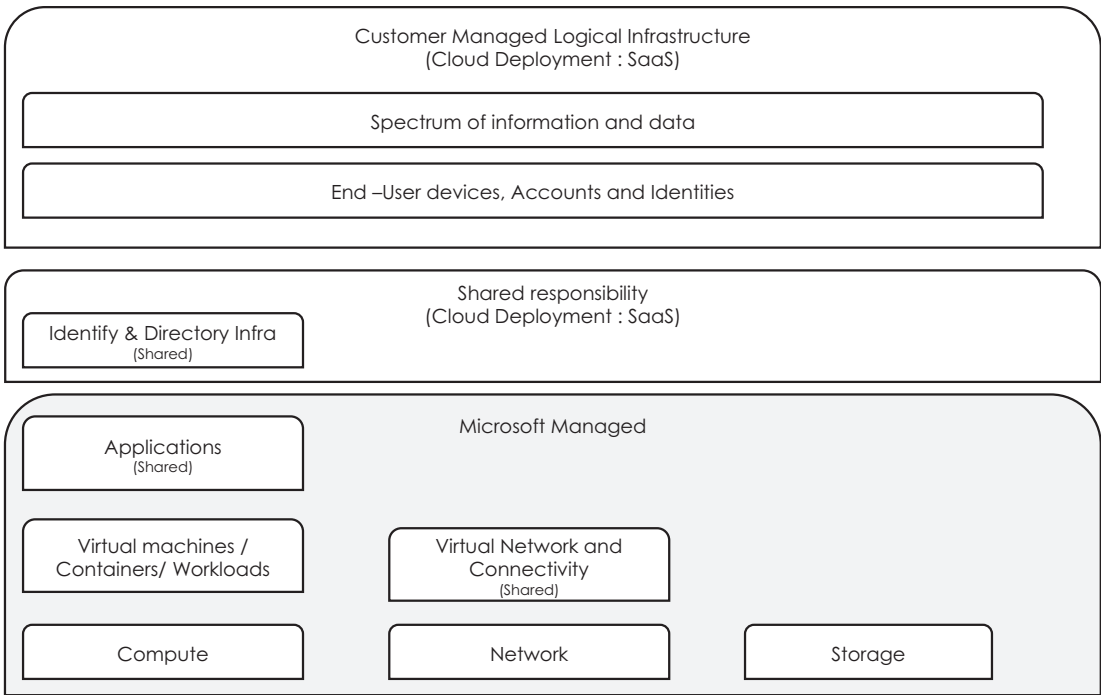 Customer Managed Logical Infrastructure
(Cloud Deployment : SaaS)
Spectrum of information and data
End –User devices, Accounts and Identities
Shared responsibility
(Cloud Deployment : SaaS)
Identify & Directory Infra
(Shared)
Microsoft Managed
Applications
(Shared)
Virtual machines /
Containers/ Workloads
Virtual Network and
Connectivity
(Shared)
Compute
Network
Storage